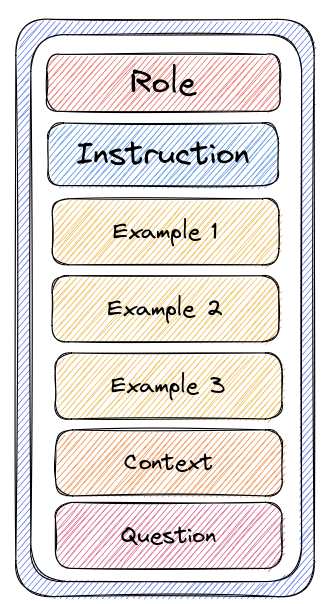 Role
Instruction
Example 1
Example 2
Example 3
Context
Question